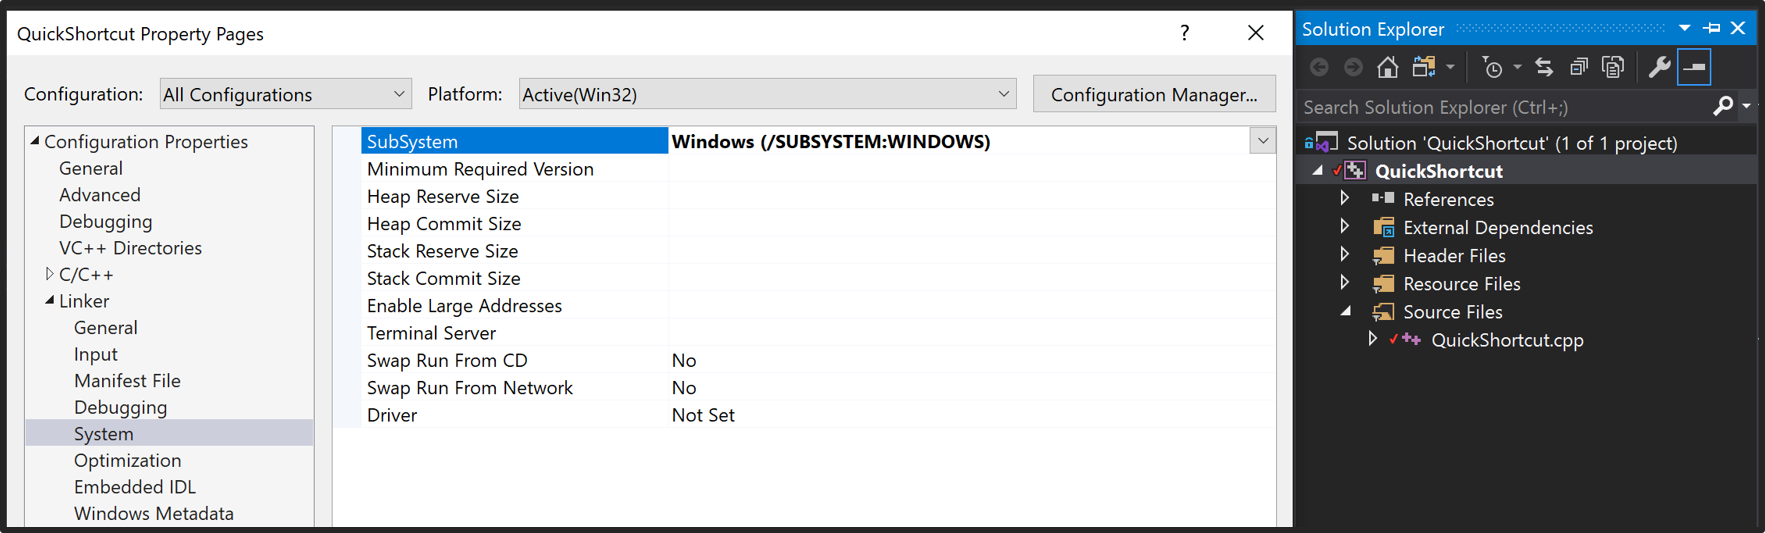 QuickShortcut Property Pages
?
Configuration: All Configurations Platform: Active(Win32) Configuration Manager...
Configuration Properties
General
Advanced
Debugging
VC++ Directories
C/C++
Linker
General
Input
Manifest File
Debugging
System
Optimization
Embedded IDL
Windows Metadata
SubSystem Windows (/SUBSYSTEM:WINDOWS)
Minimum Required Version
Heap Reserve Size
Heap Commit Size
Stack Reserve Size
Stack Commit Size
Enable Large Addresses
Terminal Server
Swap Run From CD No
Swap Run From Network No
Driver Not Set
Solution Explorer
Search Solution Explorer (Ctrl+;)
Solution 'QuickShortcut' (1 of 1 project)
QuickShortcut
References
External Dependencies
Header Files
Resource Files
Source Files
QuickShortcut.cpp